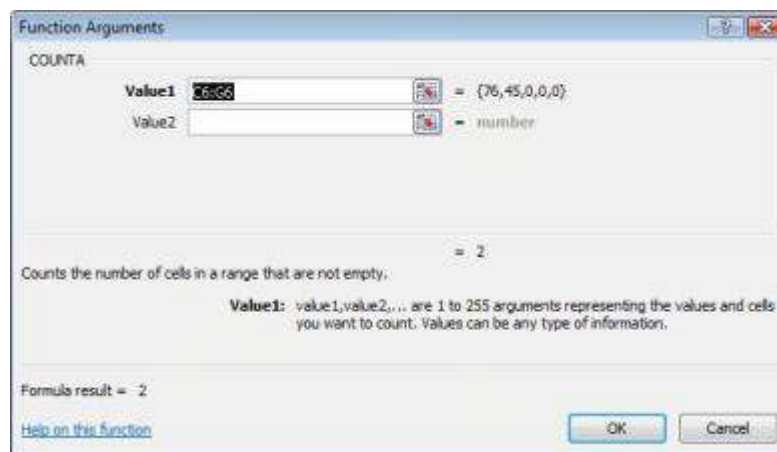 Function Arguments
COUNTA
Value1 C6:G6 = {76,45,0,0,0}
Value2 = number
= 2
Counts the number of cells in a range that are not empty.
Value1: value1,value2,... are 1 to 255 arguments representing the values and cells
you want to count. Values can be any type of information.
Formula result = 2
Help on this function OK Cancel